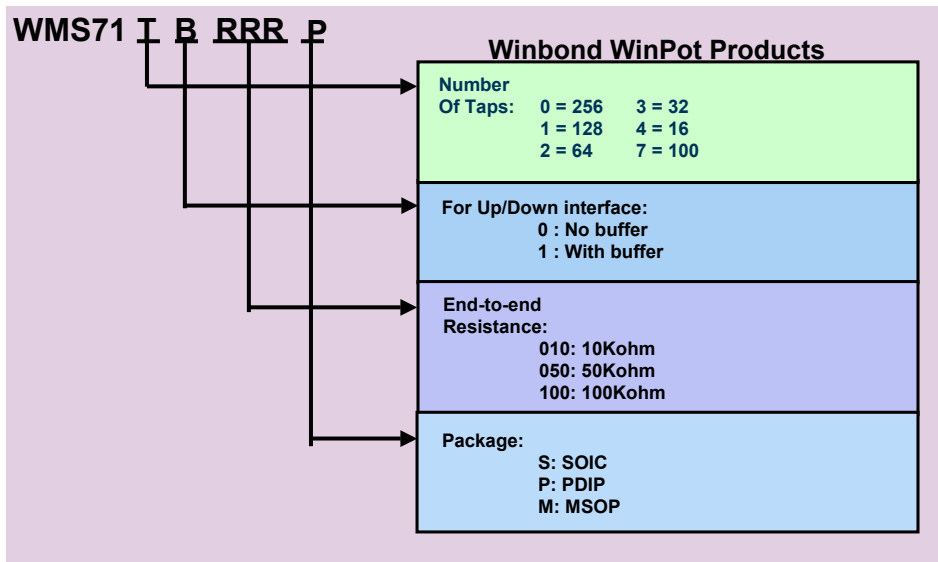 WMS71 T B RRR P
Winbond WinPot Products
Number
Of Taps: 0 = 256 3 = 32
1 = 128 4 = 16
2 = 64 7 = 100
For Up/Down interface:
0 : No buffer
1 : With buffer
End-to-end
Resistance:
010: 10Kohm
050: 50Kohm
100: 100Kohm
Package:
S: SOIC
P: PDIP
M: MSOP